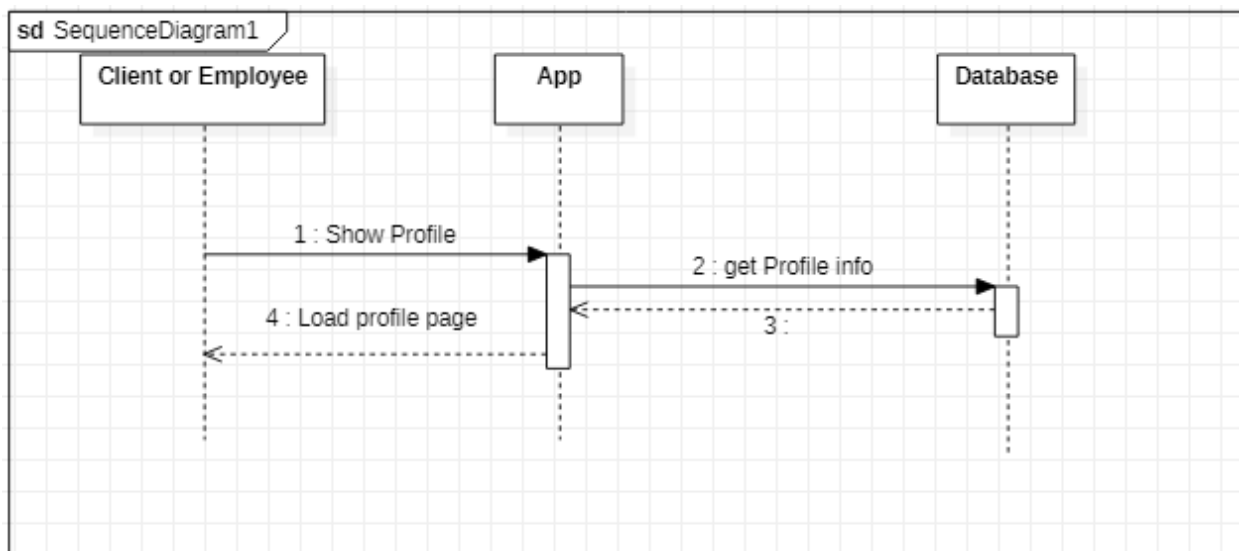 sd SequenceDiagram1
Client or Employee
App
Database
1 : Show Profile
2 : get Profile info
4 : Load profile page
3 :